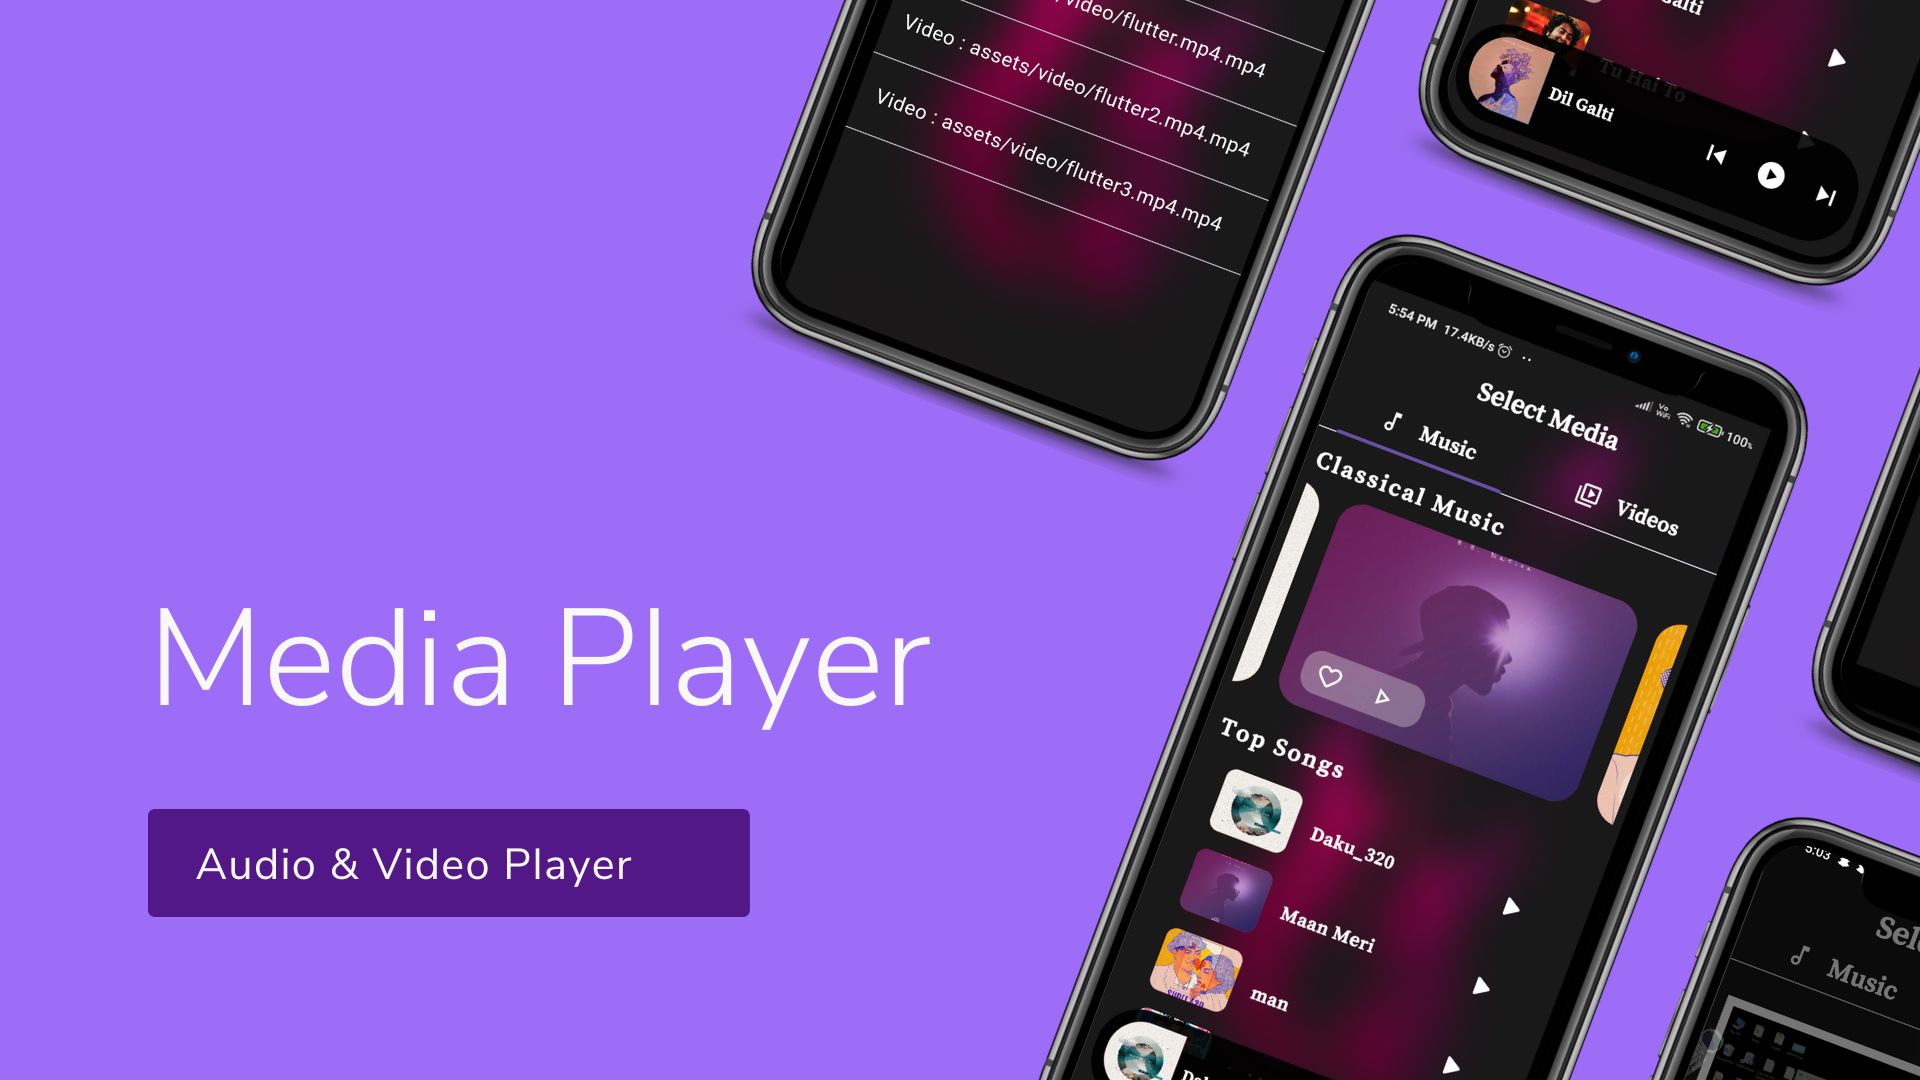 Media Player
Audio & Video Player
/video/flutter.mp4.mp4
Video : assets/video/flutter2.mp4.mp4
Video : assets/video/flutter3.mp4.mp4
Galti
Tu Hai To
Dil Galti
5:54 PM 17.4KB/s
Vo
WiFi
100%
Select Media
Music
Videos
Classical Music
Top Songs
Daku_320
Maan Meri
man
5:03
Music